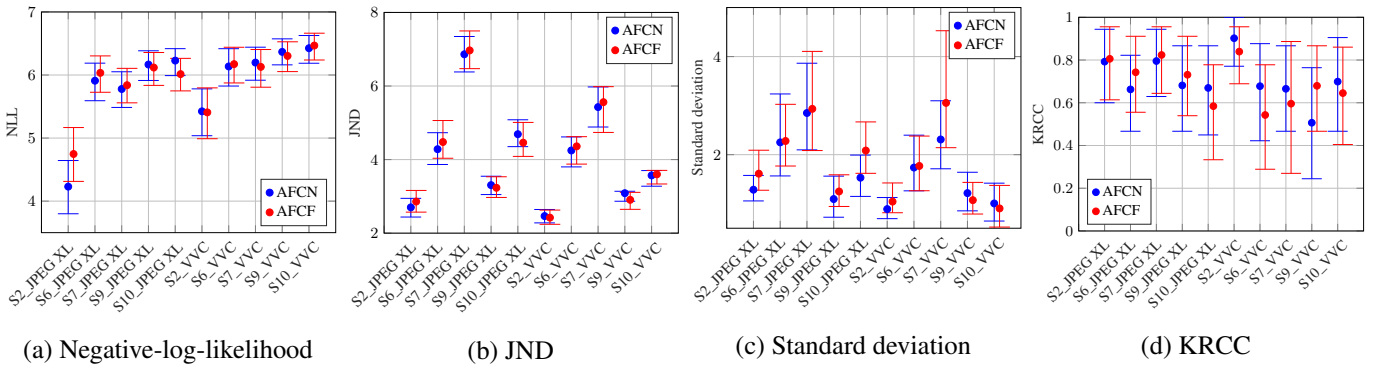 7
6
5
4
NLL
AFCN
AFCF
S2_JPEG XL
S6_JPEG XL
S7_JPEG XL
S9_JPEG XL
S10_JPEG XL
S2_VVC
S6_VVC
S7_VVC
S9_VVC
S10_VVC
(a) Negative-log-likelihood
8
6
4
2
JND
AFCN
AFCF
S2_JPEG XL
S6_JPEG XL
S7_JPEG XL
S9_JPEG XL
S10_JPEG XL
S2_VVC
S6_VVC
S7_VVC
S9_VVC
S10_VVC
(b) JND
4
2
Standard deviation
AFCN
AFCF
S2_JPEG XL
S6_JPEG XL
S7_JPEG XL
S9_JPEG XL
S10_JPEG XL
S2_VVC
S6_VVC
S7_VVC
S9_VVC
S10_VVC
(c) Standard deviation
1
0.8
0.6
0.4
0.2
0
KRCC
AFCN
AFCF
S2_JPEG XL
S6_JPEG XL
S7_JPEG XL
S9_JPEG XL
S10_JPEG XL
S2_VVC
S6_VVC
S7_VVC
S9_VVC
S10_VVC
(d) KRCC